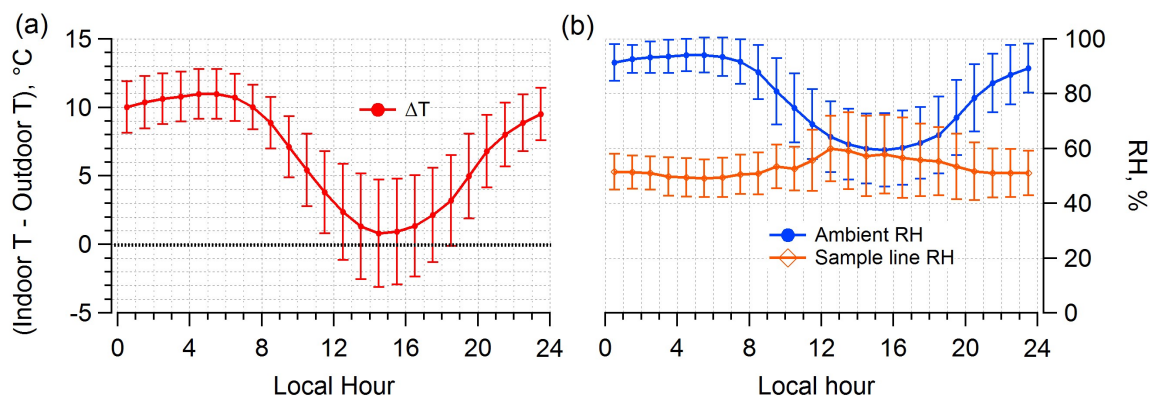 (a)
(Indoor T - Outdoor T), °C
15
10
5
0
-5
ΔT
0 4 8 12 16 20 24
Local Hour
(b)
100
80
60
40
20
0
RH, %
Ambient RH
Sample line RH
0 4 8 12 16 20 24
Local hour